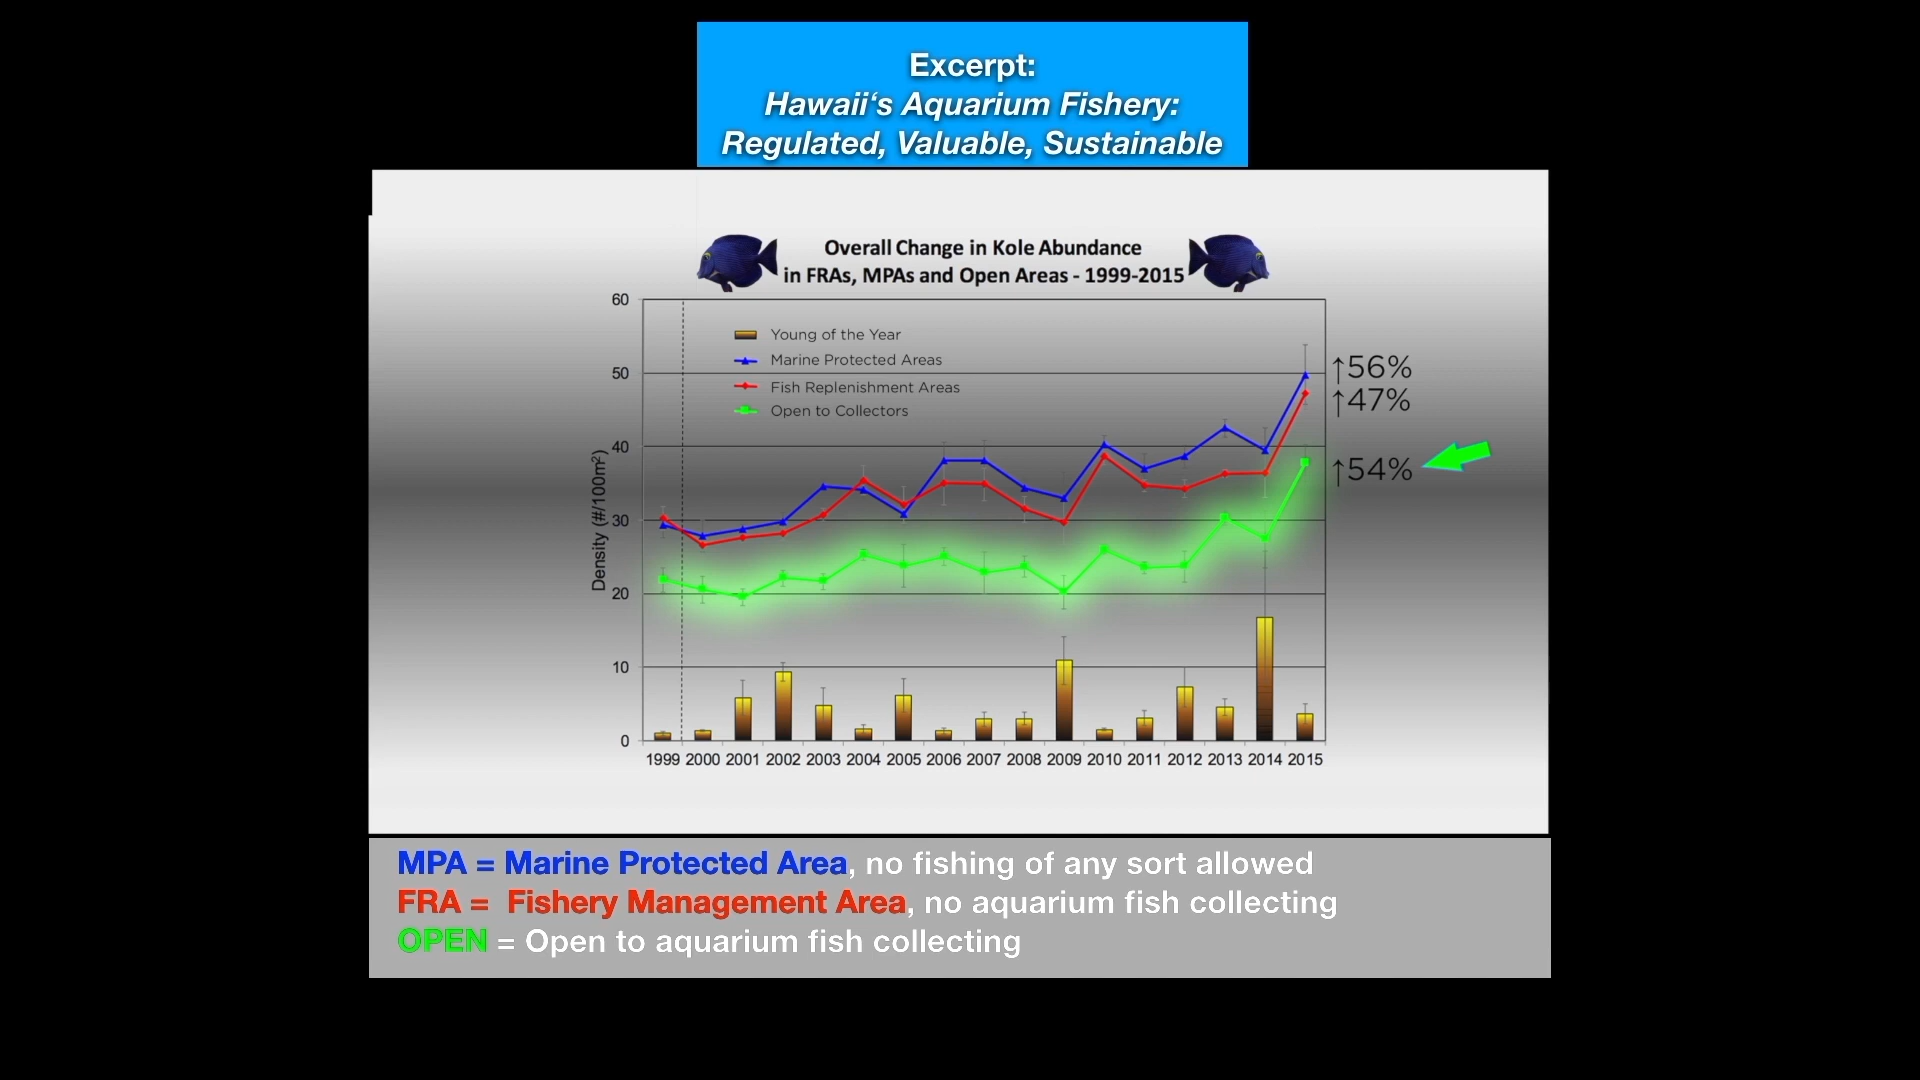 Excerpt:
Hawaii‘s Aquarium Fishery:
Regulated, Valuable, Sustainable
Overall Change in Kole Abundance
in FRAs, MPAs and Open Areas - 1999-2015
60
50
40
30
20
10
0
Density (#/100m²)
Young of the Year
Marine Protected Areas
Fish Replenishment Areas
Open to Collectors
↑56%
↑47%
↑54%
1999 2000 2001 2002 2003 2004 2005 2006 2007 2008 2009 2010 2011 2012 2013 2014 2015
MPA = Marine Protected Area, no fishing of any sort allowed
FRA = Fishery Management Area, no aquarium fish collecting
OPEN = Open to aquarium fish collecting